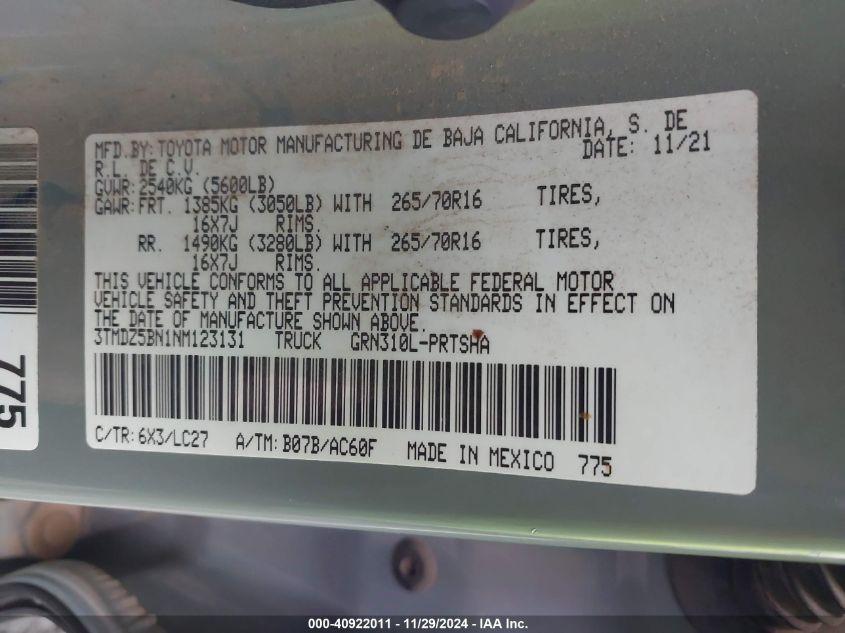 MFD.BY:TOYOTA MOTOR MANUFACTURING DE BAJA CALIFORNIA, S. DE
R.L. DE C.V. DATE: 11/21
GVWR:2540KG (5600LB)
GAWR:FRT. 1385KG (3050LB) WITH 265/70R16 TIRES,
16X7J RIMS.
RR. 1490KG (3280LB) WITH 265/70R16 TIRES,
16X7J RIMS.
THIS VEHICLE CONFORMS TO ALL APPLICABLE FEDERAL MOTOR
VEHICLE SAFETY AND THEFT PREVENTION STANDARDS IN EFFECT ON
THE DATE OF MANUFACTURE SHOWN ABOVE.
3TMDZ5BN1NM123131 TRUCK GRN310L-PRTSHA
C/TR:6X3/LC27 A/TM:B07B/AC60F MADE IN MEXICO 775
775
000-40922011 - 11/29/2024 - IAA Inc.